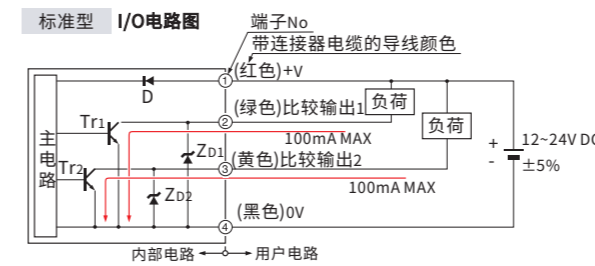 标准型 I/O电路图
端子No
带连接器电缆的导线颜色
① (红色)+V
D
② (绿色)比较输出1
负荷
负荷
Tr1
100mA MAX
主电路
ZD1
③ (黄色)比较输出2
+ 12~24V DC
- ±5%
Tr2
100mA MAX
ZD2
④ (黑色)0V
内部电路
用户电路